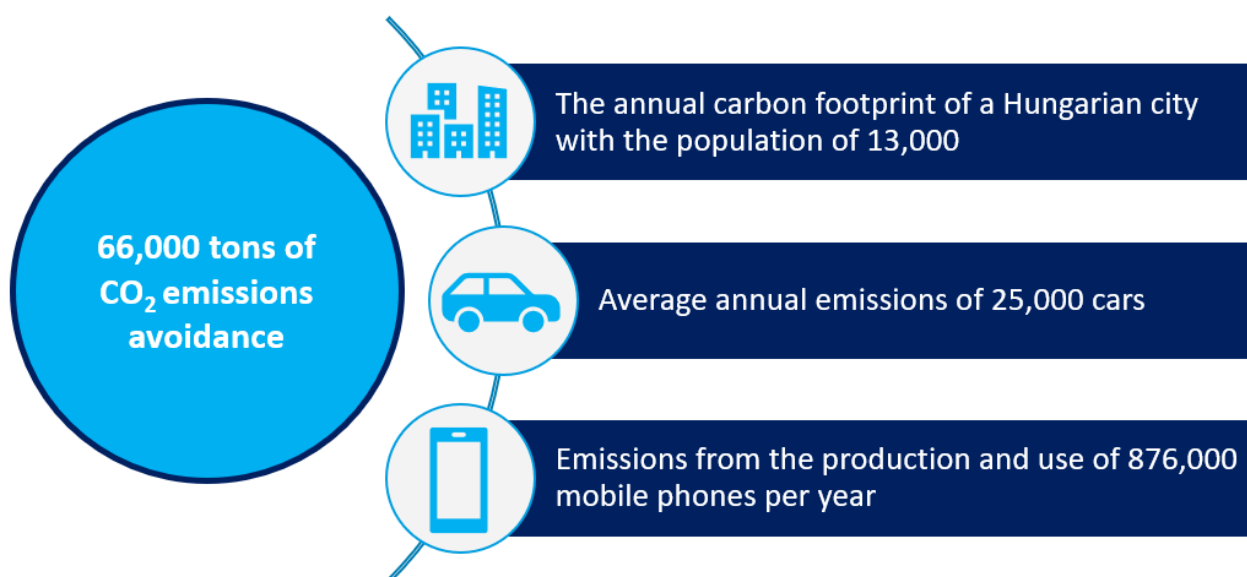 66,000 tons of
CO₂ emissions
avoidance
The annual carbon footprint of a Hungarian city
with the population of 13,000
Average annual emissions of 25,000 cars
Emissions from the production and use of 876,000
mobile phones per year